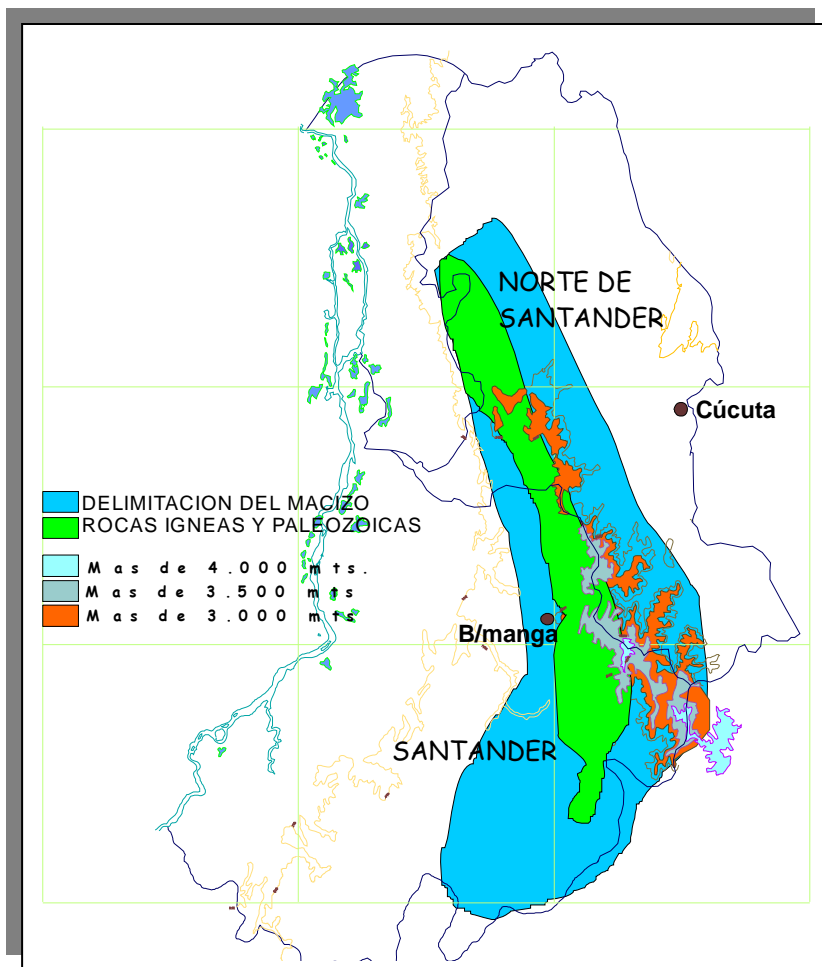 NORTE DE
SANTANDER
Cúcuta
DELIMITACION DEL MACIZO
ROCAS IGNEAS Y PALEOZOICAS
Mas de 4.000 mts.
Mas de 3.500 mts
Mas de 3.000 mts
B/manga
SANTANDER